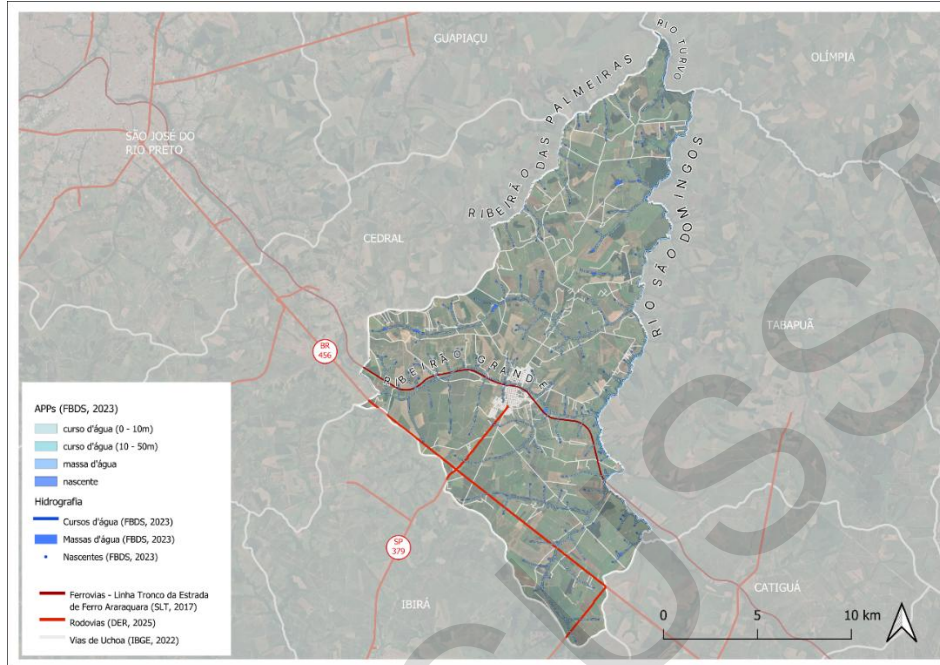 GUAPIAÇU
RIO TURVO
OLÍMPIA
SÃO JOSÉ DO
RIO PRETO
RIBEIRÃO DAS PALMEIRAS
CEDRAL
RIO SÃO DOMINGOS
TABAPUÃ
BR
456
RIBEIRÃO GRANDE
APPs (FBDS, 2023)
curso d'água (0 - 10m)
curso d'água (10 - 50m)
massa d'água
nascente
Hidrografia
Cursos d'água (FBDS, 2023)
Massas d'água (FBDS, 2023)
Nascentes (FBDS, 2023)
Ferrovias - Linha Tronco da Estrada
de Ferro Araraquara (SLT, 2017)
Rodovias (DER, 2025)
Vias de Uchoa (IBGE, 2022)
SP
379
IBIRÁ
CATIGUÁ
0 5 10 km
CUSSÃ